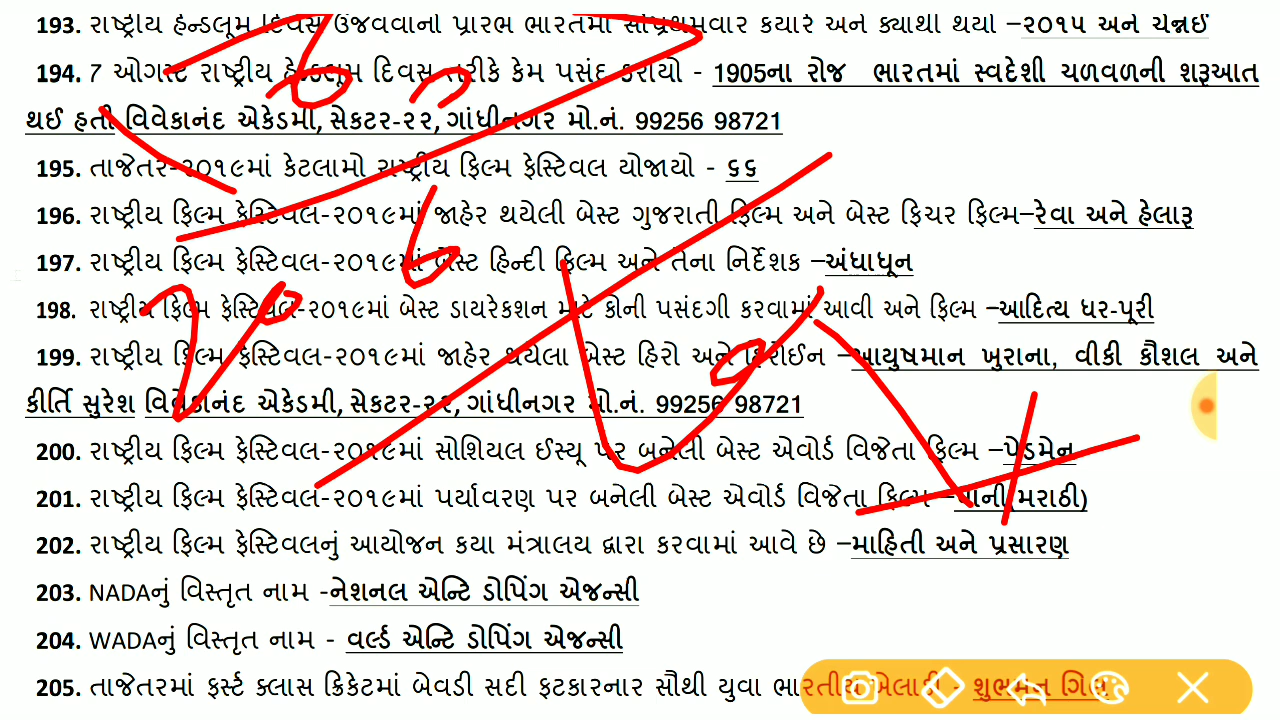 193. રાષ્ટ્રીય હેન્ડલૂમ દિવસ ઉજવવાનો પ્રારંભ ભારતમાં સૌપ્રથમવાર કયારે અને ક્યાથી થયો –૨૦૧૫ અને ચેન્નઈ
194. 7 ઓગસ્ટ રાષ્ટ્રીય હેન્ડલૂમ દિવસ તરીકે કેમ પસંદ કરાયો - 1905ના રોજ ભારતમાં સ્વદેશી ચળવળની શરૂઆત
થઈ હતી વિવેકાનંદ એકેડમી, સેકટર-૨૨, ગાંધીનગર મો.નં. 99256 98721
195. તાજેતર-૨૦૧૯માં કેટલામો રાષ્ટ્રીય ફિલ્મ ફેસ્ટિવલ યોજાયો - ૬૬
196. રાષ્ટ્રીય ફિલ્મ ફેસ્ટિવલ-૨૦૧૯માં જાહેર થયેલી બેસ્ટ ગુજરાતી ફિલ્મ અને બેસ્ટ ફિચર ફિલ્મ–રેવા અને હેલારૂ
197. રાષ્ટ્રીય ફિલ્મ ફેસ્ટિવલ-૨૦૧૯માં બેસ્ટ હિન્દી ફિલ્મ અને તેના નિર્દેશક –અંધાધૂન
198. રાષ્ટ્રીય ફિલ્મ ફેસ્ટિવલ-૨૦૧૯માં બેસ્ટ ડાયરેકશન માટે કોની પસંદગી કરવામાં આવી અને ફિલ્મ –આદિત્ય ધર-પૂરી
199. રાષ્ટ્રીય ફિલ્મ ફેસ્ટિવલ-૨૦૧૯માં જાહેર થયેલા બેસ્ટ હિરો અને હિરોઈન –આયુષમાન ખુરાના, વીકી કૌશલ અને
કીર્તિ સુરેશ વિવેકાનંદ એકેડમી, સેકટર-૨૨, ગાંધીનગર મો.નં. 99256 98721
200. રાષ્ટ્રીય ફિલ્મ ફેસ્ટિવલ-૨૦૧૯માં સોશિયલ ઈસ્યૂ પર બનેલી બેસ્ટ એવોર્ડ વિજેતા ફિલ્મ –પેડમેન
201. રાષ્ટ્રીય ફિલ્મ ફેસ્ટિવલ-૨૦૧૯માં પર્યાવરણ પર બનેલી બેસ્ટ એવોર્ડ વિજેતા ફિલ્મ –પાની(મરાઠી)
202. રાષ્ટ્રીય ફિલ્મ ફેસ્ટિવલનું આયોજન કયા મંત્રાલય દ્વારા કરવામાં આવે છે –માહિતી અને પ્રસારણ
203. NADAનું વિસ્તૃત નામ -નેશનલ એન્ટિ ડોપિંગ એજન્સી
204. WADAનું વિસ્તૃત નામ - વર્લ્ડ એન્ટિ ડોપિંગ એજન્સી
205. તાજેતરમાં ફર્સ્ટ ક્લાસ ક્રિકેટમાં બેવડી સદી ફટકારનાર સૌથી યુવા ભારતીય ખેલાડી - શુભમન ગિલ